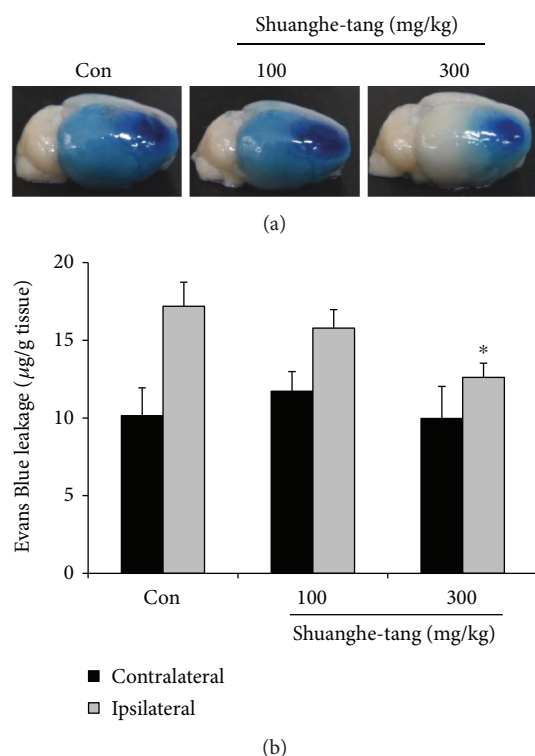 Shuanghe-tang (mg/kg)
Con 100 300
(a)
20
15
10
5
0
Evans Blue leakage (μg/g tissue)
*
Con 100 300
Shuanghe-tang (mg/kg)
Contralateral
Ipsilateral
(b)